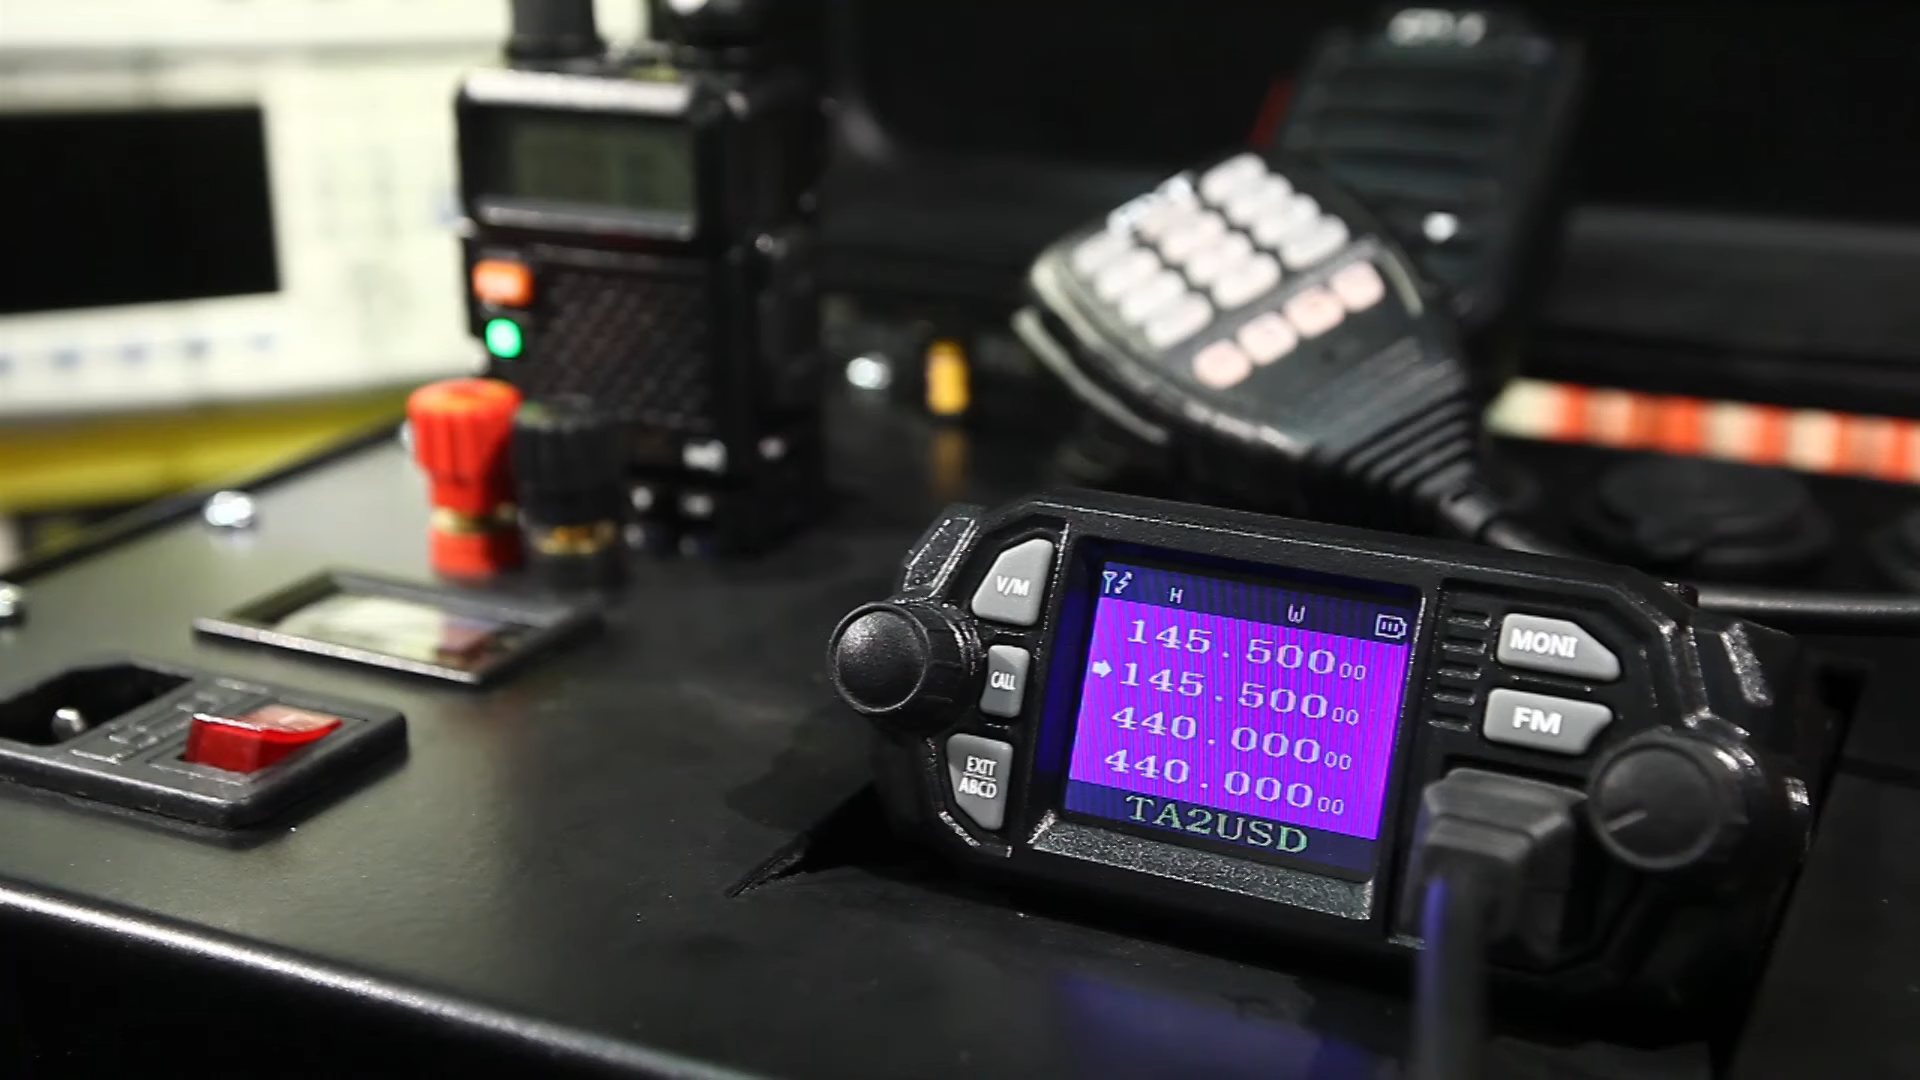 V/M
CALL
EXIT
ABCD
H W
145.50000
145.50000
440.00000
440.00000
TA2USD
MONI
FM